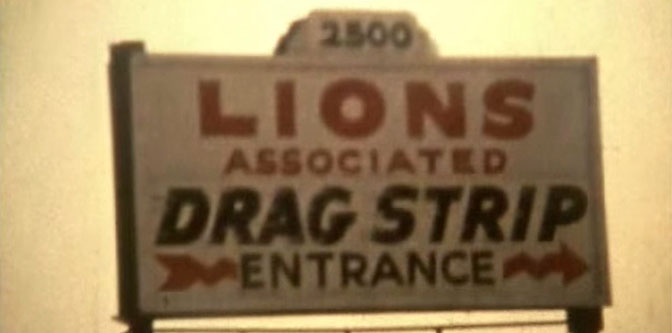 2500
LIONS
ASSOCIATED
DRAG STRIP
ENTRANCE